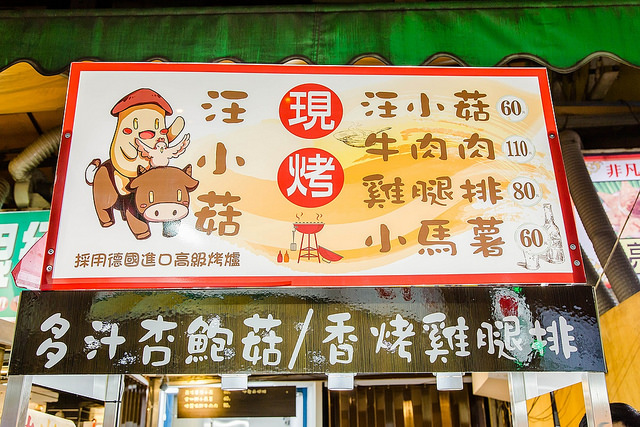 汪小菇
現烤
汪小菇 60
牛肉肉 110
雞腿排 80
小馬薯 60
採用德國進口高級烤爐
多汁杏鮑菇/香烤雞腿排
非凡